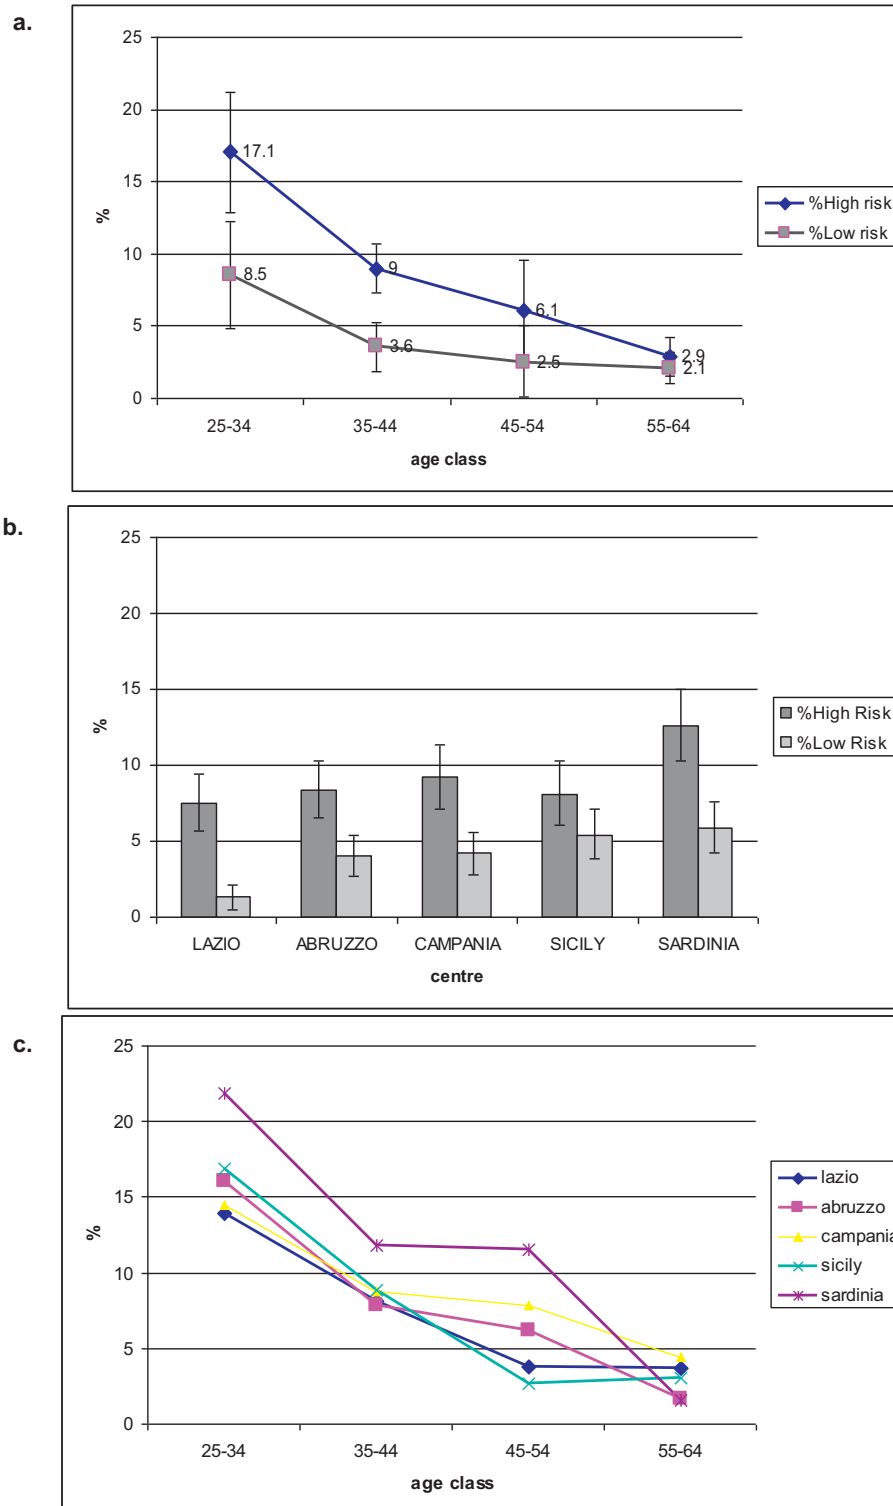 a.
25
20
15
10
5
0
%
17.1
8.5
9
3.6
6.1
2.5
2.9
2.1
25-34 35-44 45-54 55-64
age class
%High risk
%Low risk
b.
25
20
15
10
5
0
%
LAZIO ABRUZZO CAMPANIA SICILY SARDINIA
centre
%High Risk
%Low Risk
c.
25
20
15
10
5
0
%
25-34 35-44 45-54 55-64
age class
lazio
abruzzo
campania
sicily
sardinia